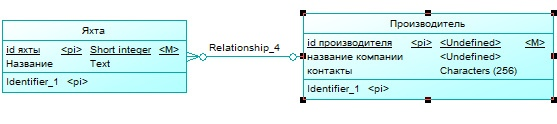 Яхта
id яхты <pi> Short integer <M>
Название Text
Identifier_1 <pi>
Relationship_4
Производитель
id производителя <pi> <Undefined> <M>
название компании <Undefined>
контакты Characters (256)
Identifier_1 <pi>